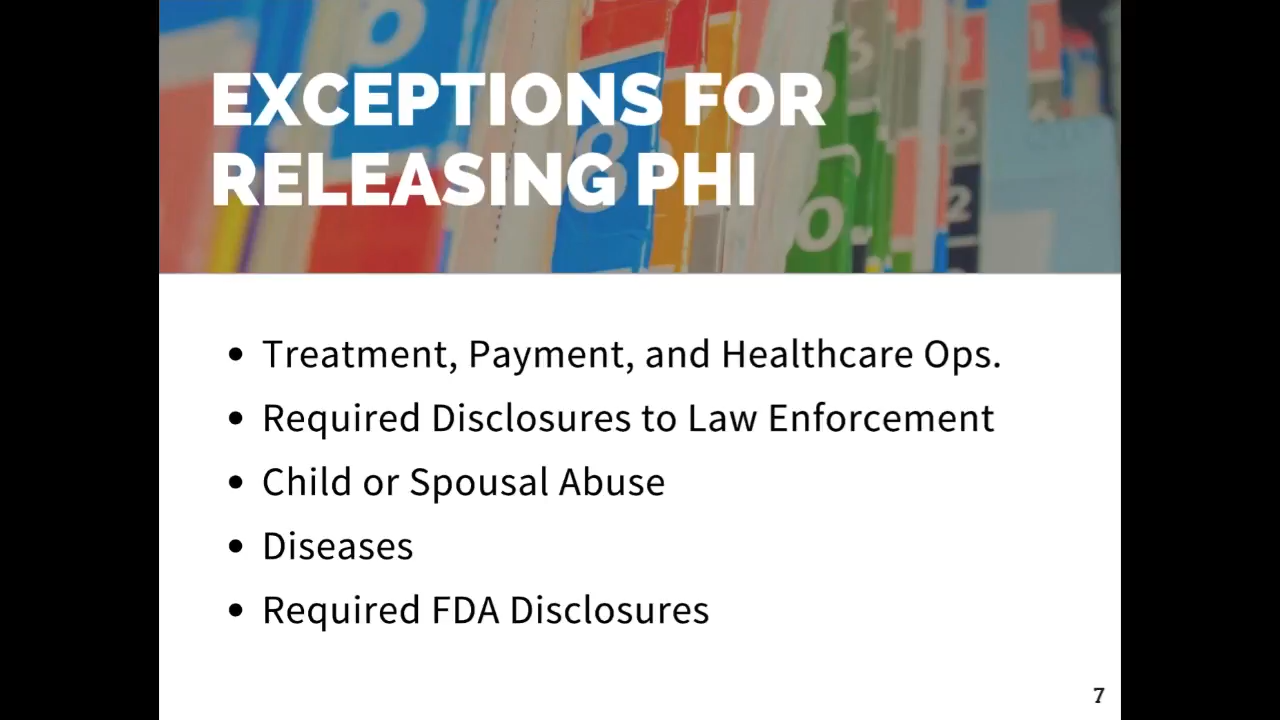 EXCEPTIONS FOR
RELEASING PHI
• Treatment, Payment, and Healthcare Ops.
• Required Disclosures to Law Enforcement
• Child or Spousal Abuse
• Diseases
• Required FDA Disclosures
7